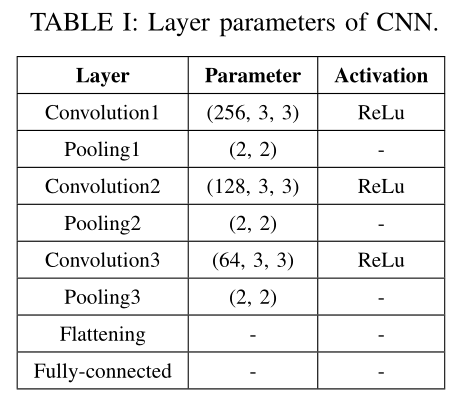 TABLE I: Layer parameters of CNN.
Layer Parameter Activation
Convolution1 (256, 3, 3) ReLu
Pooling1 (2, 2) -
Convolution2 (128, 3, 3) ReLu
Pooling2 (2, 2) -
Convolution3 (64, 3, 3) ReLu
Pooling3 (2, 2) -
Flattening - -
Fully-connected - -